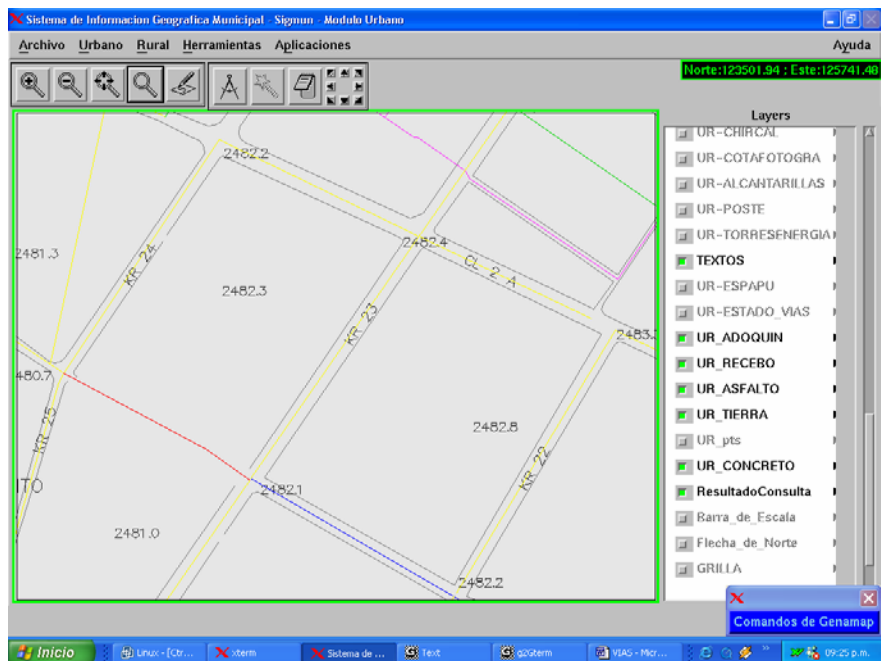 Sistema de Informacion Geografica Municipal - Sigmun - Modulo Urbano
Archivo Urbano Rural Herramientas Aplicaciones Ayuda
Norte:123501.94 : Este:125741.48
Layers
UR-CHIRCAL
UR-COTAFOTOGRA
UR-ALCANTARILLAS
UR-POSTE
UR-TORRESENERGIA
TEXTOS
UR-ESPAPU
UR-ESTADO_VIAS
UR_ADOQUIN
UR_RECEBO
UR_ASFALTO
UR_TIERRA
UR_pts
UR_CONCRETO
ResultadoConsulta
Barra_de_Escala
Flecha_de_Norte
GRILLA
2482.2
2482.4
2481.3
KR 24
CL 2 A
2482.3
KR 23
2483.
480.7
KR 25
2482.8
KR 22
ITO
2482.1
2481.0
2482.2
Comandos de Genamap
Inicio
Linux - [Ctr...
xterm
Sistema de ...
Text
g2Gterm
VIAS - Micr...
09:25 p.m.